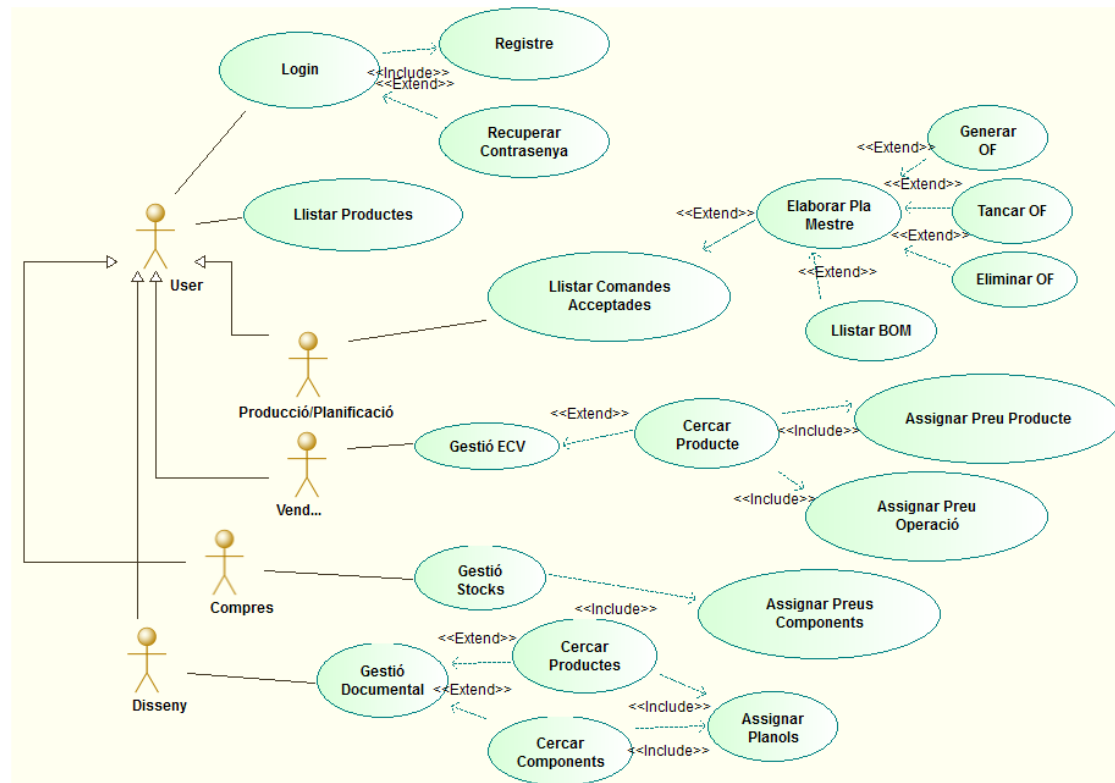 Registre
Login
<<Include>>
<<Extend>>
Recuperar
Contrasenya
Generar
OF
<<Extend>>
<<Extend>>
Llistar Productes
Elaborar Pla
Mestre
<<Extend>>
Tancar OF
<<Extend>>
User
Llistar Comandes
Acceptades
<<Extend>>
Eliminar OF
Llistar BOM
Producció/Planificació
<<Extend>>
Cercar
Producte
Assignar Preu Producte
<<Include>>
Gestió ECV
Vend...
<<Include>>
Assignar Preu
Operació
Gestió
Stocks
Compres
<<Include>>
Assignar Preus
Components
<<Extend>>
Cercar
Productes
Gestió
Documental
<<Extend>>
Disseny
<<Include>>
Assignar
Planols
Cercar
Components
<<Include>>